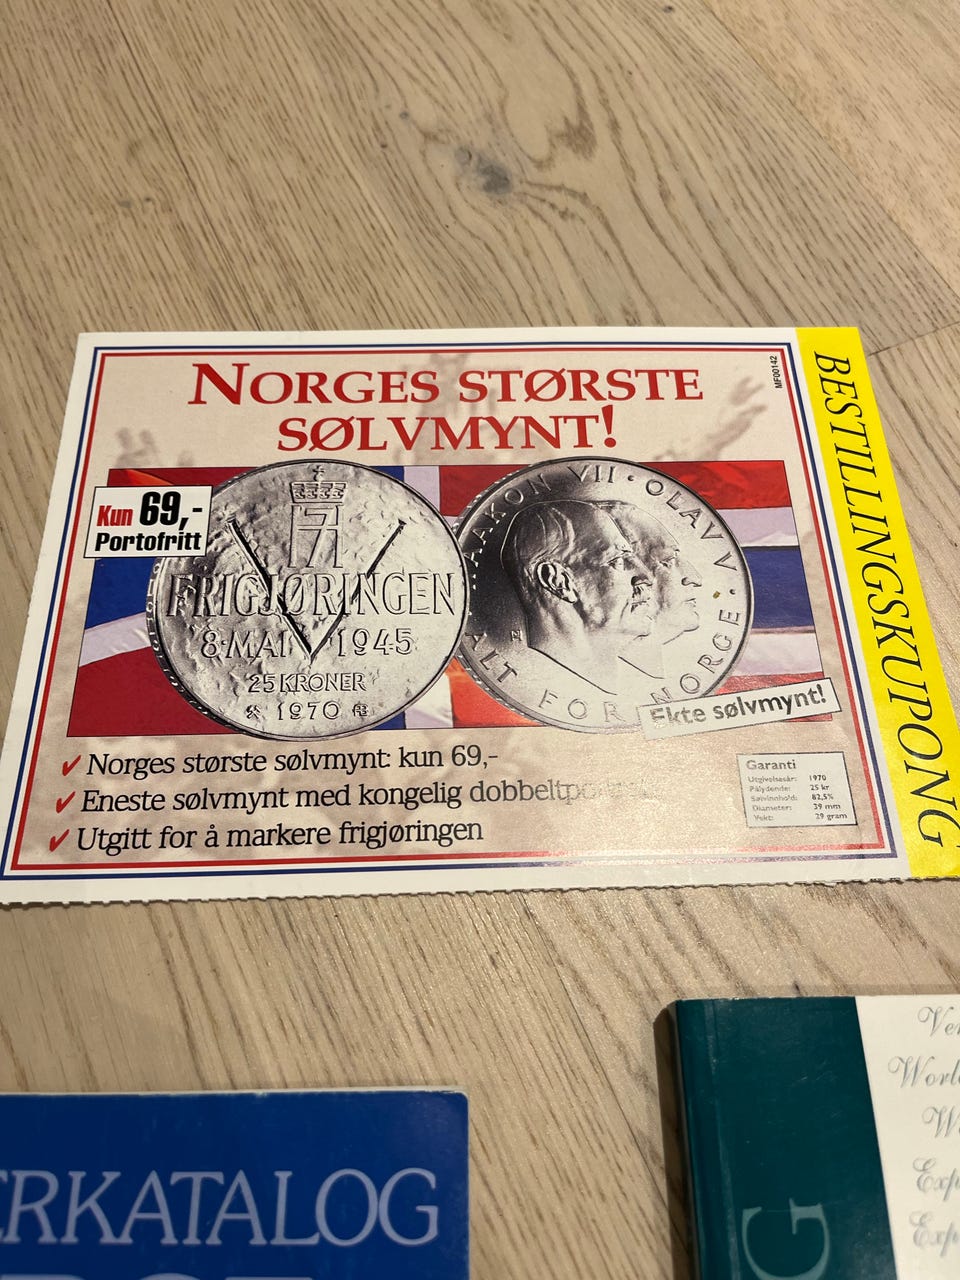 NORGES STØRSTE
SØLVMYNT!
MF00142
BESTILLINGSKUPONG
Kun 69,-
Portofritt
FRIGJØRINGEN
8·MAI 1945
25 KRONER
1970
HAAKON VII · OLAV V ·
ALT FOR NORGE ·
Ekte sølvmynt!
✓ Norges største sølvmynt: kun 69,-
✓ Eneste sølvmynt med kongelig
✓ Utgitt for å markere frigjøringen
Garanti
Utgivelsesår: 1970
Pålydende: 25 kr
Sølvinnhold: 82,5%
Diameter: 39 mm
Vekt: 29 gram
ERKATALOG
G